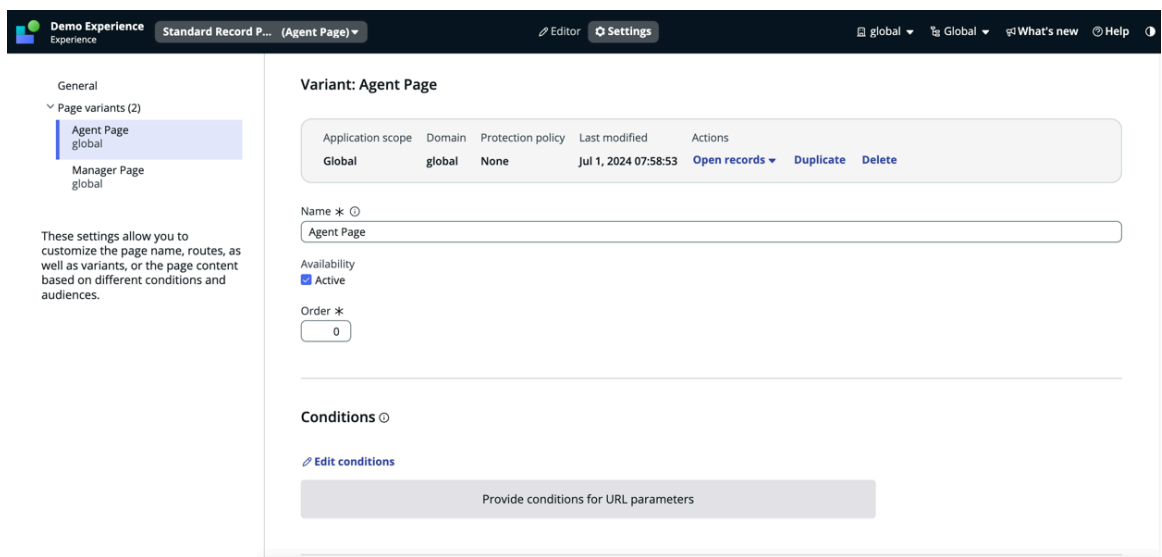 Demo Experience
Experience
Standard Record P... (Agent Page)
Editor
Settings
global
Global
What's new
Help
General
Page variants (2)
Agent Page
global
Manager Page
global
These settings allow you to
customize the page name, routes, as
well as variants, or the page content
based on different conditions and
audiences.
Variant: Agent Page
Application scope Domain Protection policy Last modified Actions
Global global None Jul 1, 2024 07:58:53 Open records Duplicate Delete
Name *
Agent Page
Availability
Active
Order *
0
Conditions
Edit conditions
Provide conditions for URL parameters